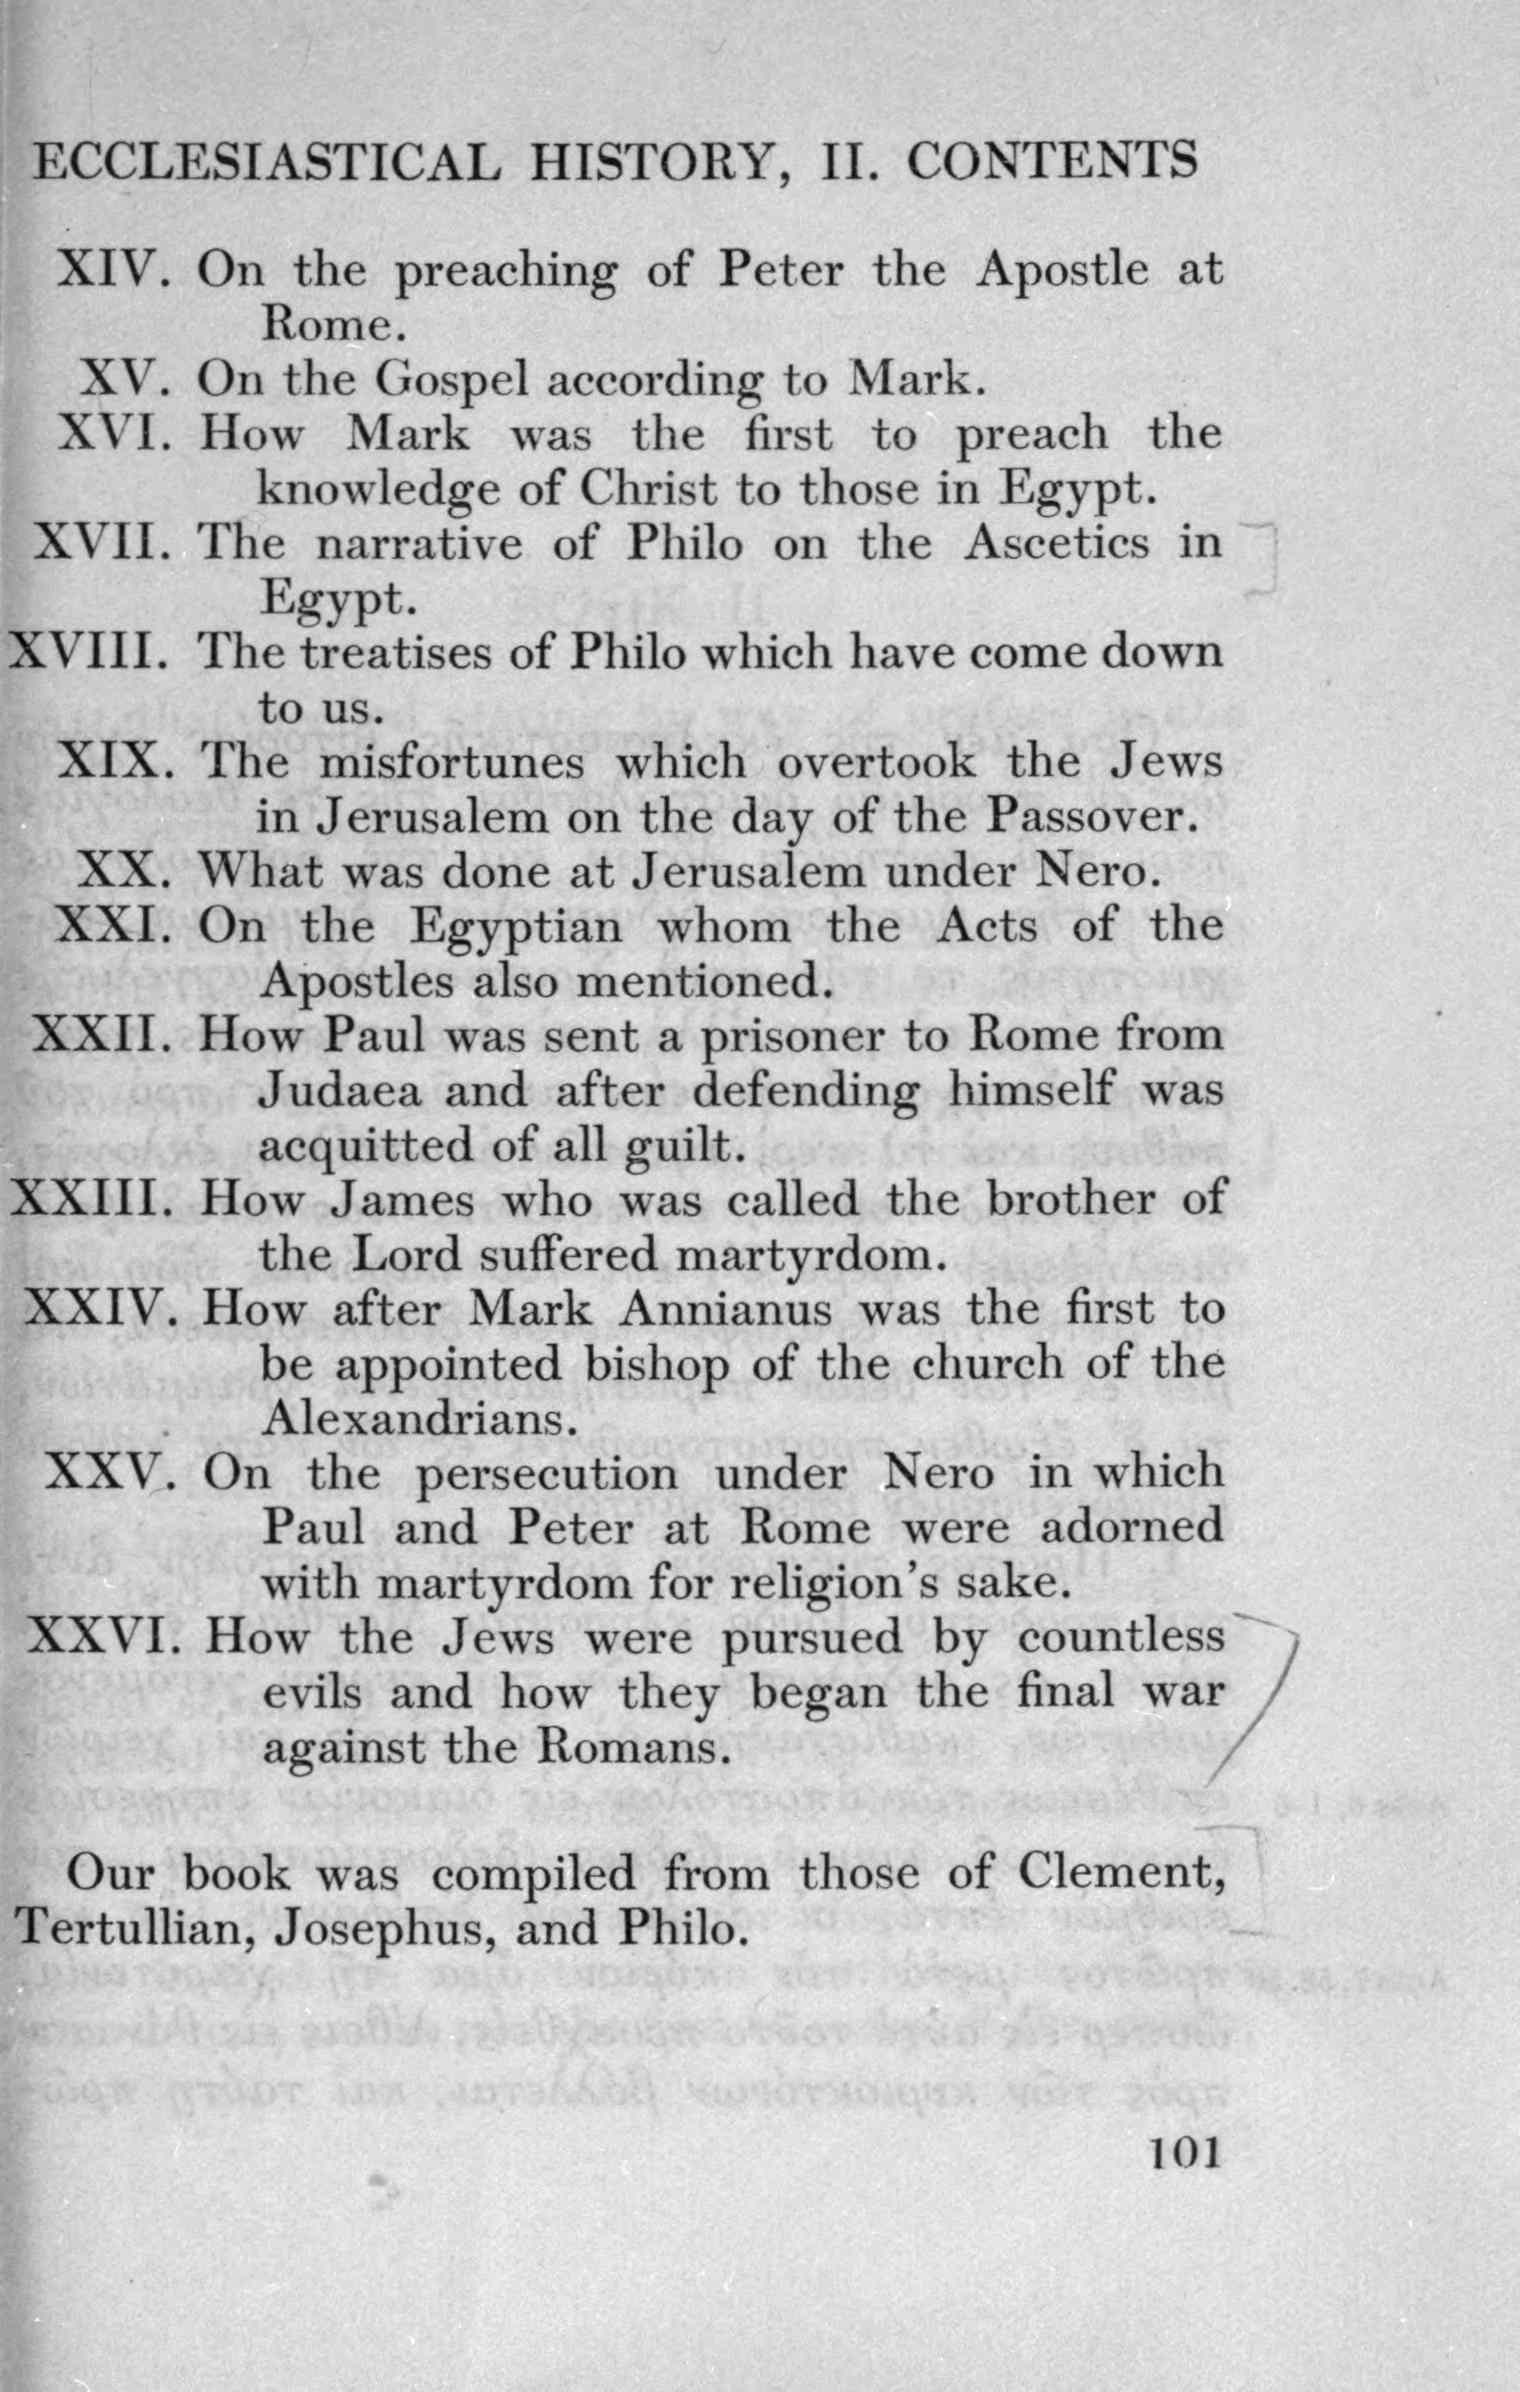 ECCLESIASTICAL HISTORY, II. CONTENTS
XIV. On the preaching of Peter the Apostle at
Rome.
XV. On the Gospel according to Mark.
XVI. How Mark was the first to preach the
knowledge of Christ to those in Egypt.
XVII. The narrative of Philo on the Ascetics in
Egypt.
XVIII. The treatises of Philo which have come down
to us.
XIX. The misfortunes which overtook the Jews
in Jerusalem on the day of the Passover.
XX. What was done at Jerusalem under Nero.
XXI. On the Egyptian whom the Acts of the
Apostles also mentioned.
XXII. How Paul was sent a prisoner to Rome from
Judaea and after defending himself was
acquitted of all guilt.
XXIII. How James who was called the brother of
the Lord suffered martyrdom.
XXIV. How after Mark Annianus was the first to
be appointed bishop of the church of the
Alexandrians.
XXV. On the persecution under Nero in which
Paul and Peter at Rome were adorned
with martyrdom for religion's sake.
XXVI. How the Jews were pursued by countless
evils and how they began the final war
against the Romans.
Our book was compiled from those of Clement,
Tertullian, Josephus, and Philo.
101